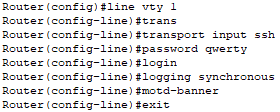 Router(config)#line vty 1
Router(config-line)#trans
Router(config-line)#transport input ssh
Router(config-line)#password qwerty
Router(config-line)#login
Router(config-line)#logging synchronous
Router(config-line)#motd-banner
Router(config-line)#exit